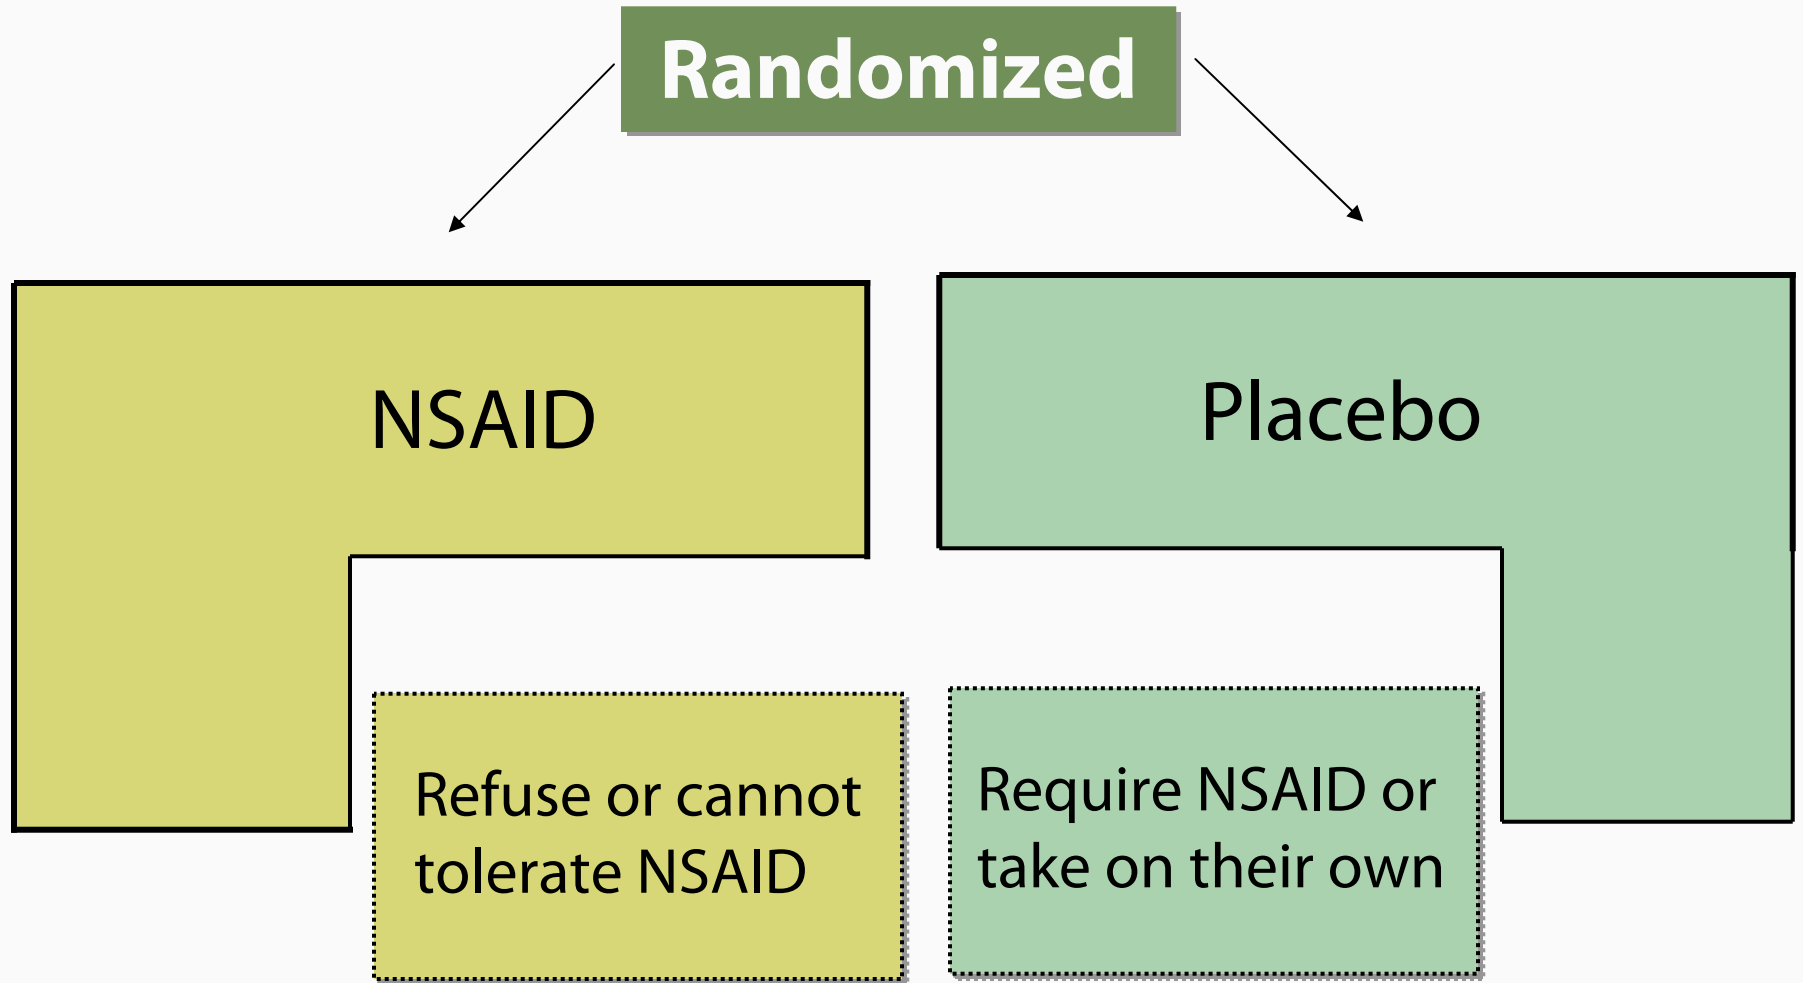 Randomized
NSAID
Placebo
Refuse or cannot
tolerate NSAID
Require NSAID or
take on their own